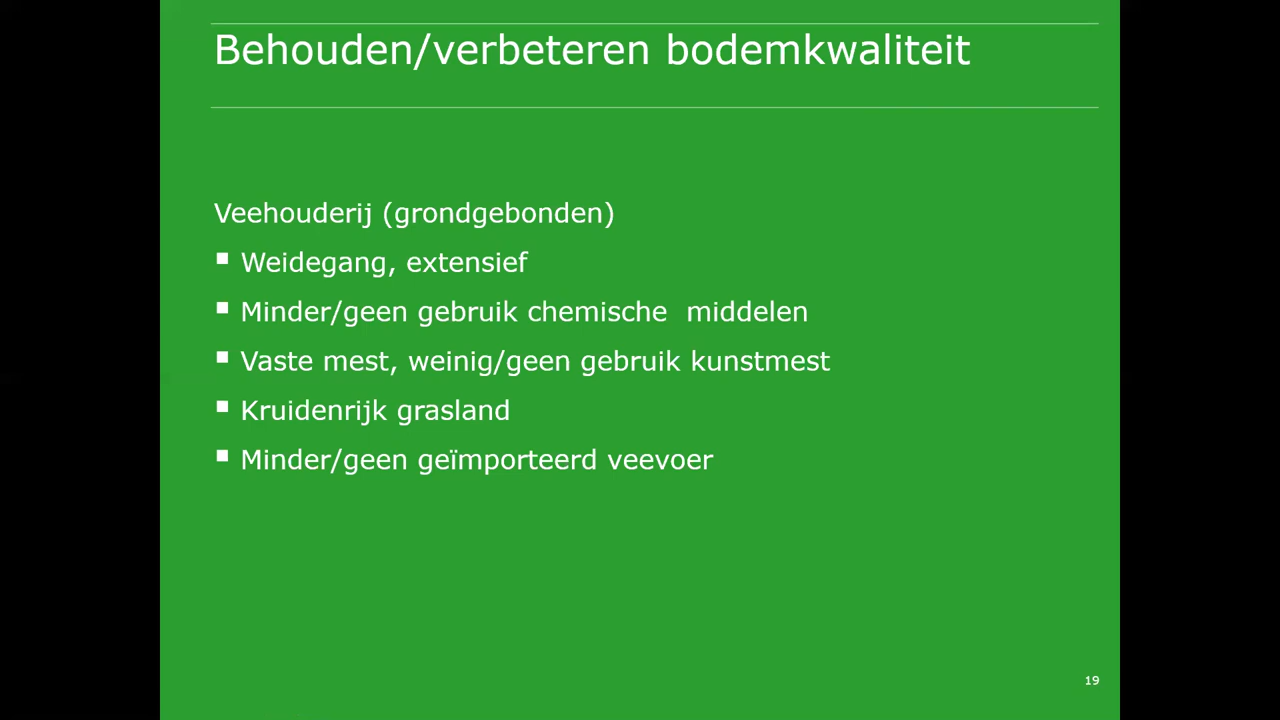 Behouden/verbeteren bodemkwaliteit
Veehouderij (grondgebonden)
▪ Weidegang, extensief
▪ Minder/geen gebruik chemische  middelen
▪ Vaste mest, weinig/geen gebruik kunstmest
▪ Kruidenrijk grasland
▪ Minder/geen geïmporteerd veevoer
19